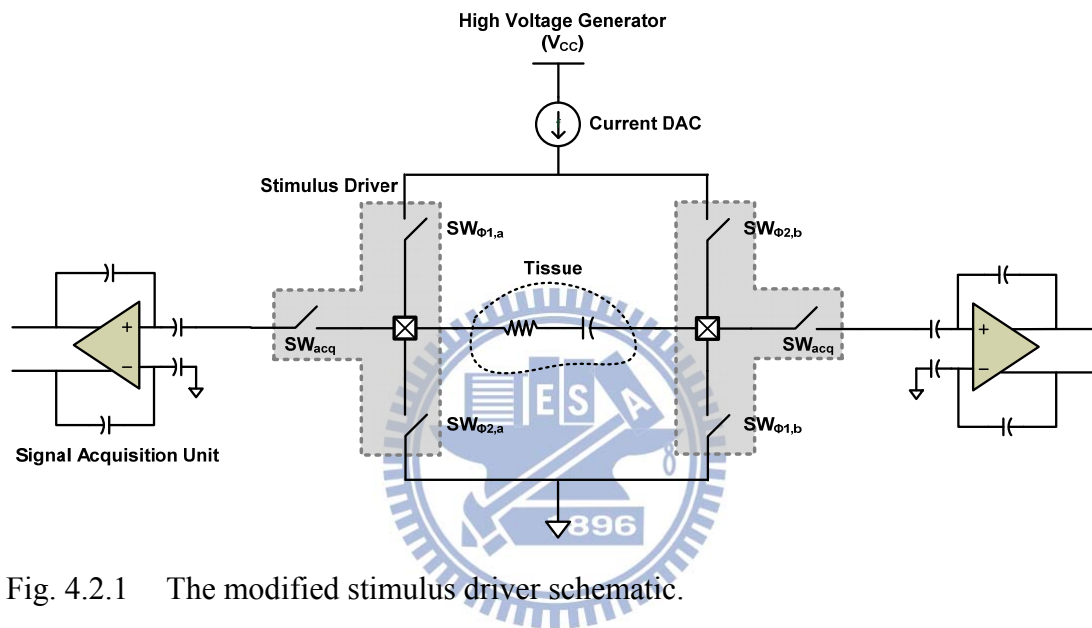 High Voltage Generator
(VCC)
Current DAC
Stimulus Driver
SWΦ1,a
SWΦ2,b
Tissue
SWacq
SWacq
SWΦ2,a
SWΦ1,b
Signal Acquisition Unit
ES
A
1896
Fig. 4.2.1 The modified stimulus driver schematic.